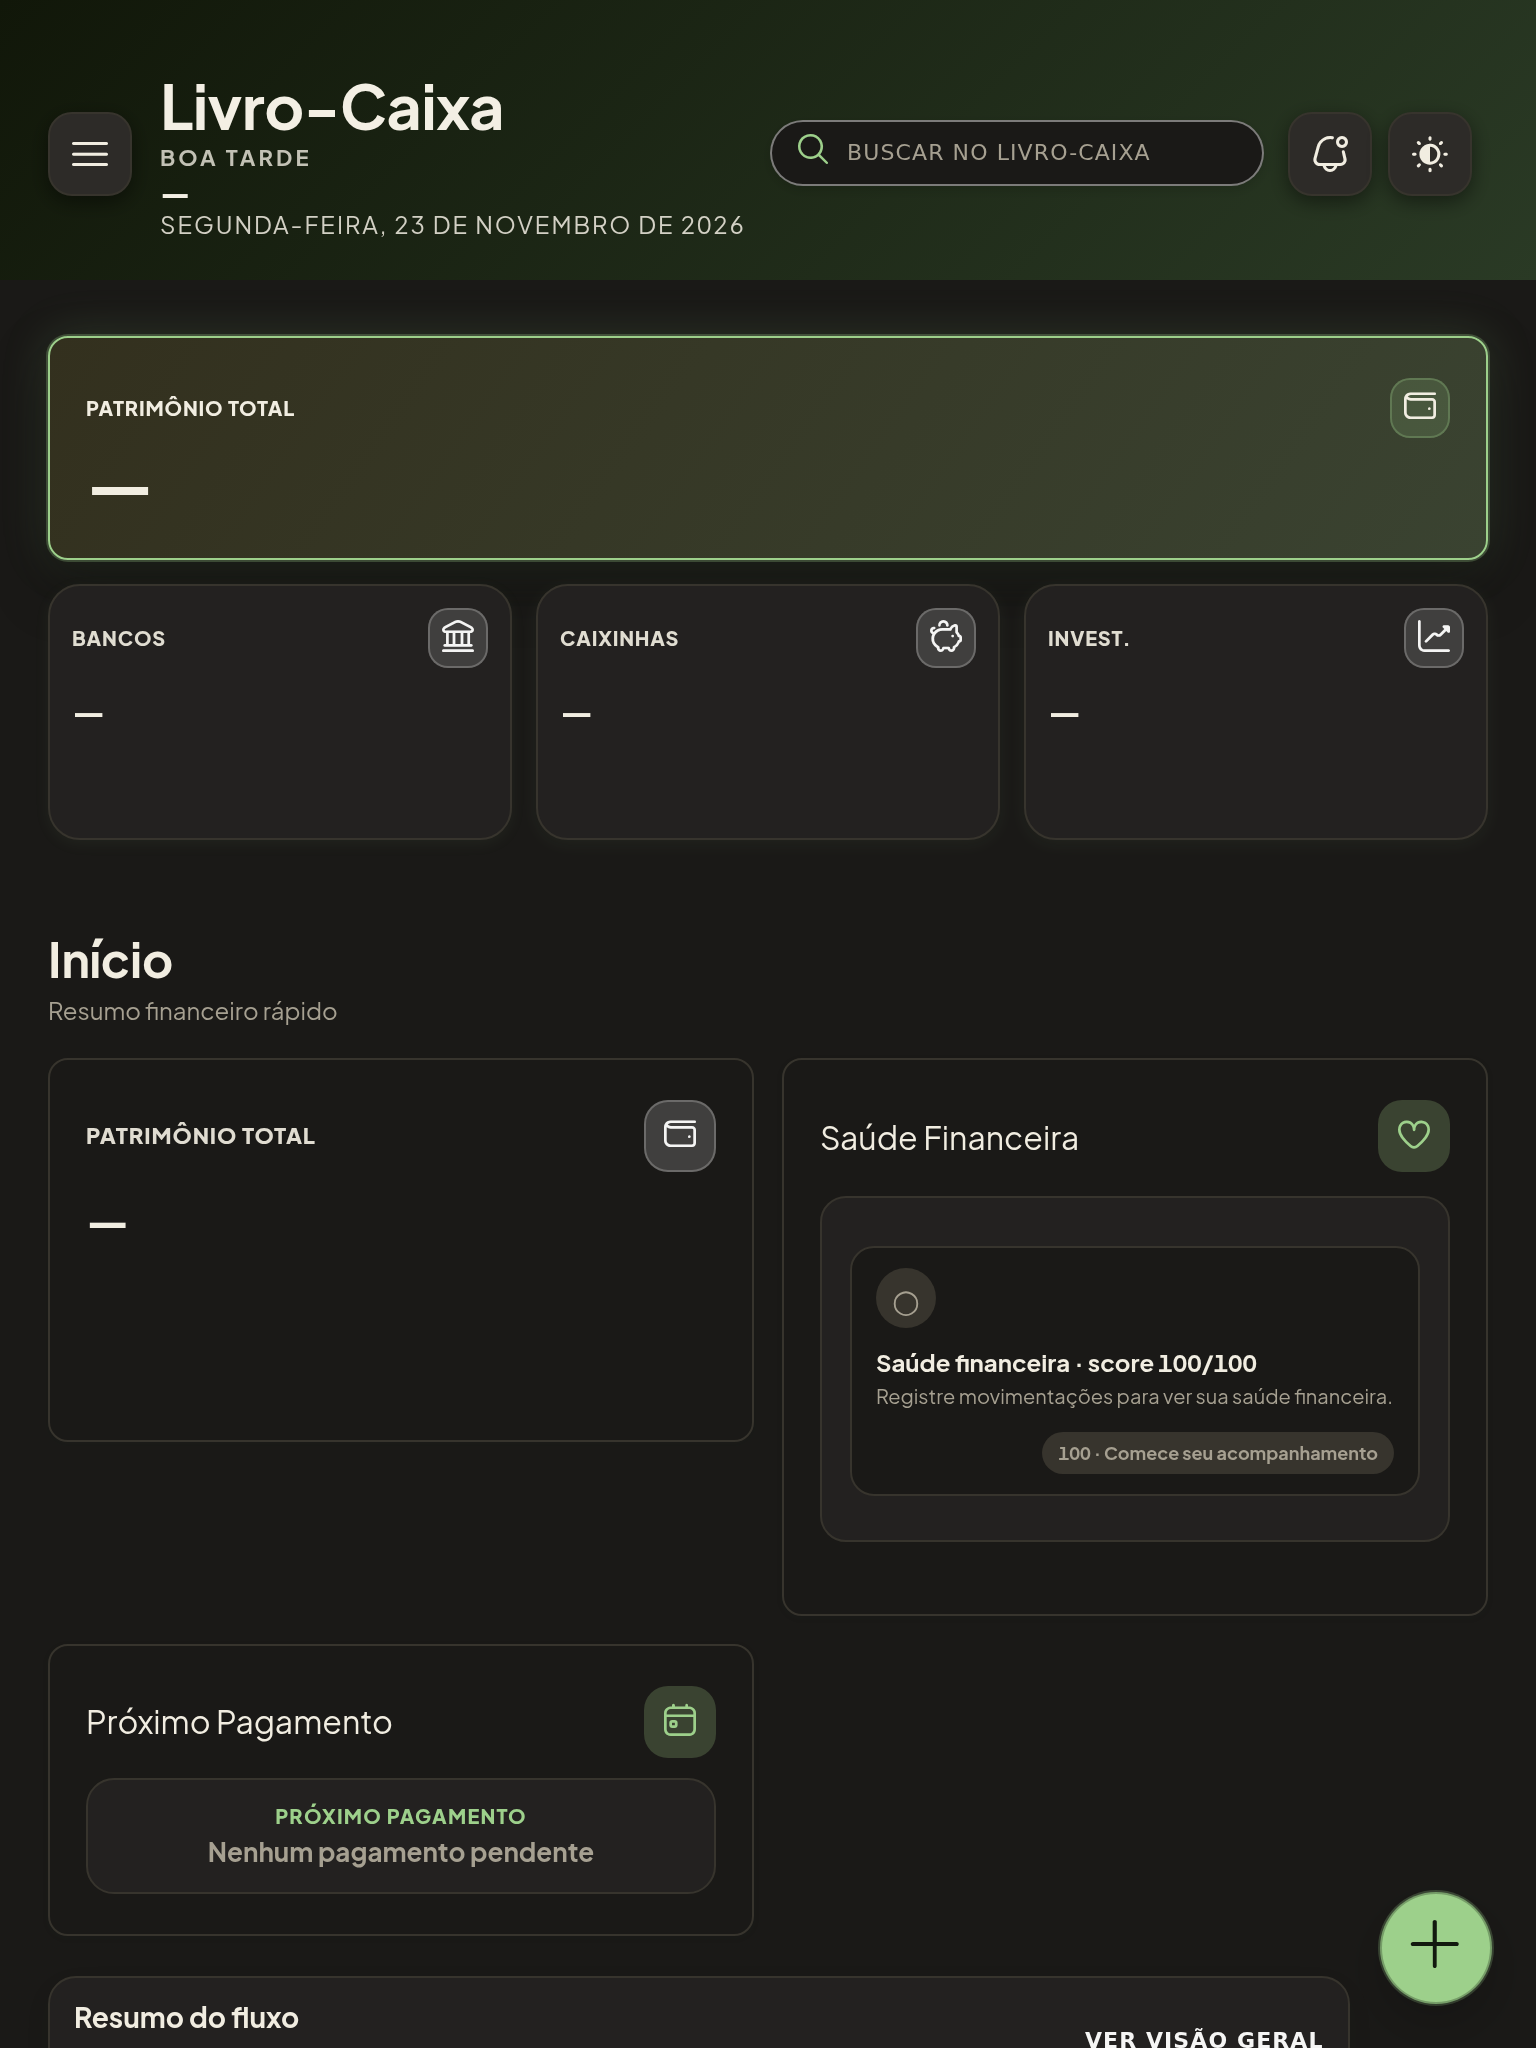 Livro-Caixa
BOA TARDE
—
SEGUNDA-FEIRA, 23 DE NOVEMBRO DE 2026
BUSCAR NO LIVRO-CAIXA
PATRIMÔNIO TOTAL
—
BANCOS
—
CAIXINHAS
—
INVEST.
—
Início
Resumo financeiro rápido
PATRIMÔNIO TOTAL
—
Saúde Financeira
Saúde financeira · score 100/100
Registre movimentações para ver sua saúde financeira.
100 · Comece seu acompanhamento
Próximo Pagamento
PRÓXIMO PAGAMENTO
Nenhum pagamento pendente
Resumo do fluxo
VER VISÃO GERAL